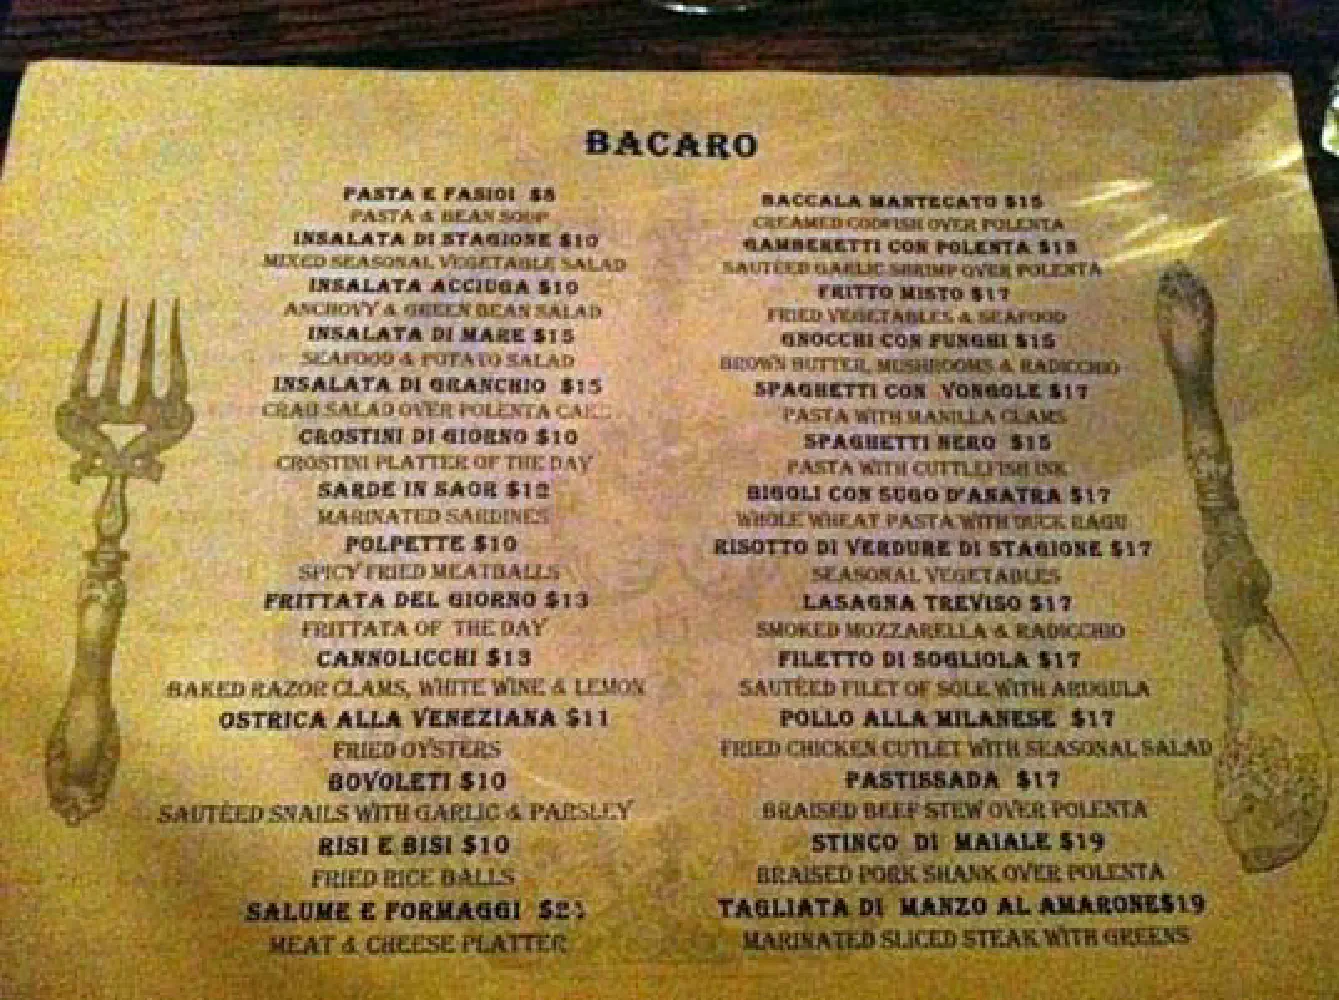 BACARO
PASTA E FASIOI $8
PASTA & BEAN SOUP
INSALATA DI STAGIONE $10
MIXED SEASONAL VEGETABLE SALAD
INSALATA ACCIUGA $10
ANCHOVY & GREEN BEAN SALAD
INSALATA DI MARE $15
SEAFOOD & POTATO SALAD
INSALATA DI GRANCHIO $15
CRAB SALAD OVER POLENTA CAKE
CROSTINI DI GIORNO $10
CROSTINI PLATTER OF THE DAY
SARDE IN SAOR $12
MARINATED SARDINES
POLPETTE $10
SPICY FRIED MEATBALLS
FRITTATA DEL GIORNO $13
FRITTATA OF THE DAY
CANNOLICCHI $13
BAKED RAZOR CLAMS, WHITE WINE & LEMON
OSTRICA ALLA VENEZIANA $11
FRIED OYSTERS
BOVOLETI $10
SAUTÉED SNAILS WITH GARLIC & PARSLEY
RISI E BISI $10
FRIED RICE BALLS
SALUME E FORMAGGI
MEAT & CHEESE PLATTER
BACCALA MANTECATO $15
CREAMED CODFISH OVER POLENTA
GAMBERETTI CON POLENTA
SAUTÉED GARLIC SHRIMP OVER POLENTA
FRITTO MISTO $17
FRIED VEGETABLES & SEAFOOD
GNOCCHI CON FUNGHI $15
BROWN BUTTER, MUSHROOMS & RADICCHIO
SPAGHETTI CON VONGOLE $17
PASTA WITH MANILLA CLAMS
SPAGHETTI NERO $15
PASTA WITH CUTTLEFISH INK
BIGOLI CON SUGO D'ANATRA $17
WHOLE WHEAT PASTA WITH DUCK RAGU
RISOTTO DI VERDURE DI STAGIONE $17
SEASONAL VEGETABLES
LASAGNA TREVISO $17
SMOKED MOZZARELLA & RADICCHIO
FILETTO DI SOGLIOLA $17
SAUTÉED FILET OF SOLE WITH ARUGULA
POLLO ALLA MILANESE $17
FRIED CHICKEN CUTLET WITH SEASONAL SALAD
PASTISSADA $17
BRAISED BEEF STEW OVER POLENTA
STINCO DI MAIALE $19
BRAISED PORK SHANK OVER POLENTA
TAGLIATA DI MANZO AL AMARONE$19
MARINATED SLICED STEAK WITH GREENS